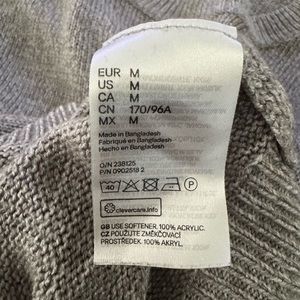 EUR M
US M
CA M
CN 170/96A
MX M
Made in Bangladesh
Fabriqué en Bangladesh
Hecho en Bangladesh
O/N 238125
P/N 0902518 2
40 P
clevercare.info
GB USE SOFTENER. 100% ACRYLIC.
CZ POUŽIJTE ZMĚKČOVACÍ
PROSTŘEDEK. 100% AKRYL.